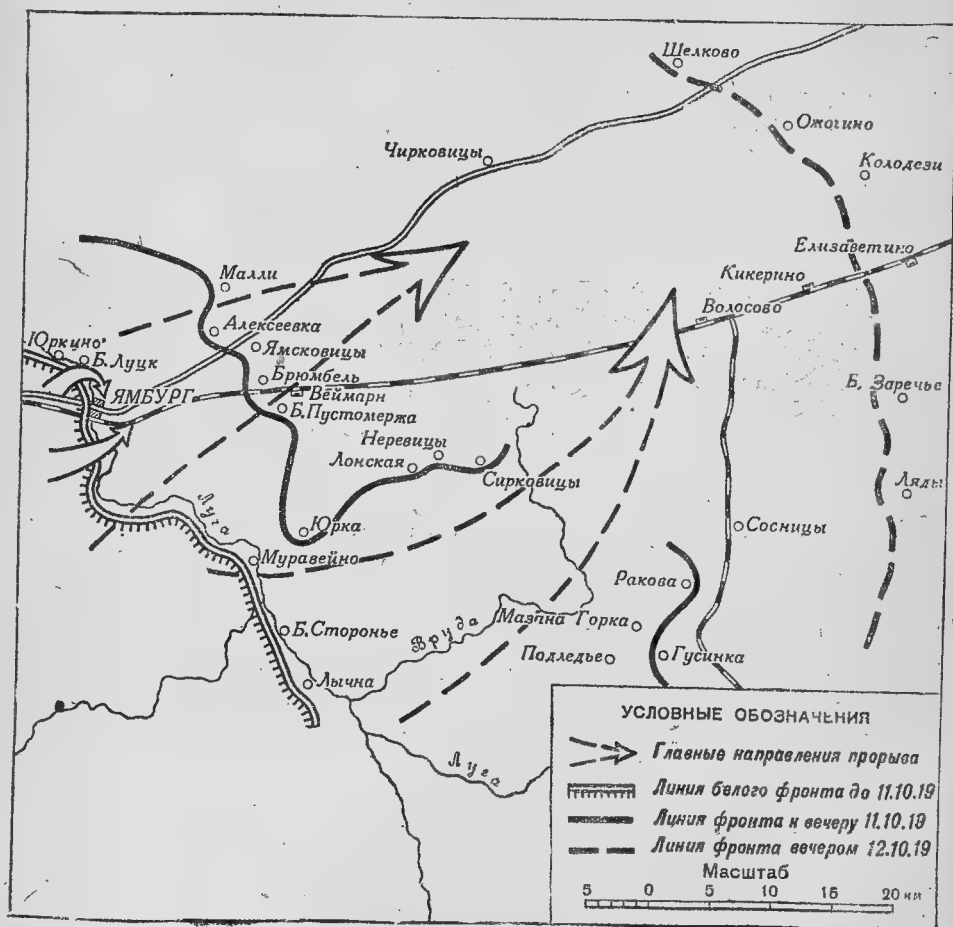 Шелково
Ожогино
Чирковицы
Колодези
Елизаветино
Малли
Кикерино
Волосово
Алексеевка
Юркино
Б. Луцк
Ямсковицы
Брюмбель
ЯМБУРГ
Веймарн
Б. Заречье
Б. Пустомержа
Неревицы
Лонская
Сирковицы
Ляды
Луга
Юрка
Сосницы
Муравейно
Ракова
Мазана Горка
Б. Сторонье
Вруда
Подледье
Гусинка
Лычна
Луга
УСЛОВНЫЕ ОБОЗНАЧЕНИЯ
Главные направления прорыва
Линия белого фронта до 11.10.19
Линия фронта к вечеру 11.10.19
Линия фронта вечером 12.10.19
Масштаб
5 0 5 10 15 20 км